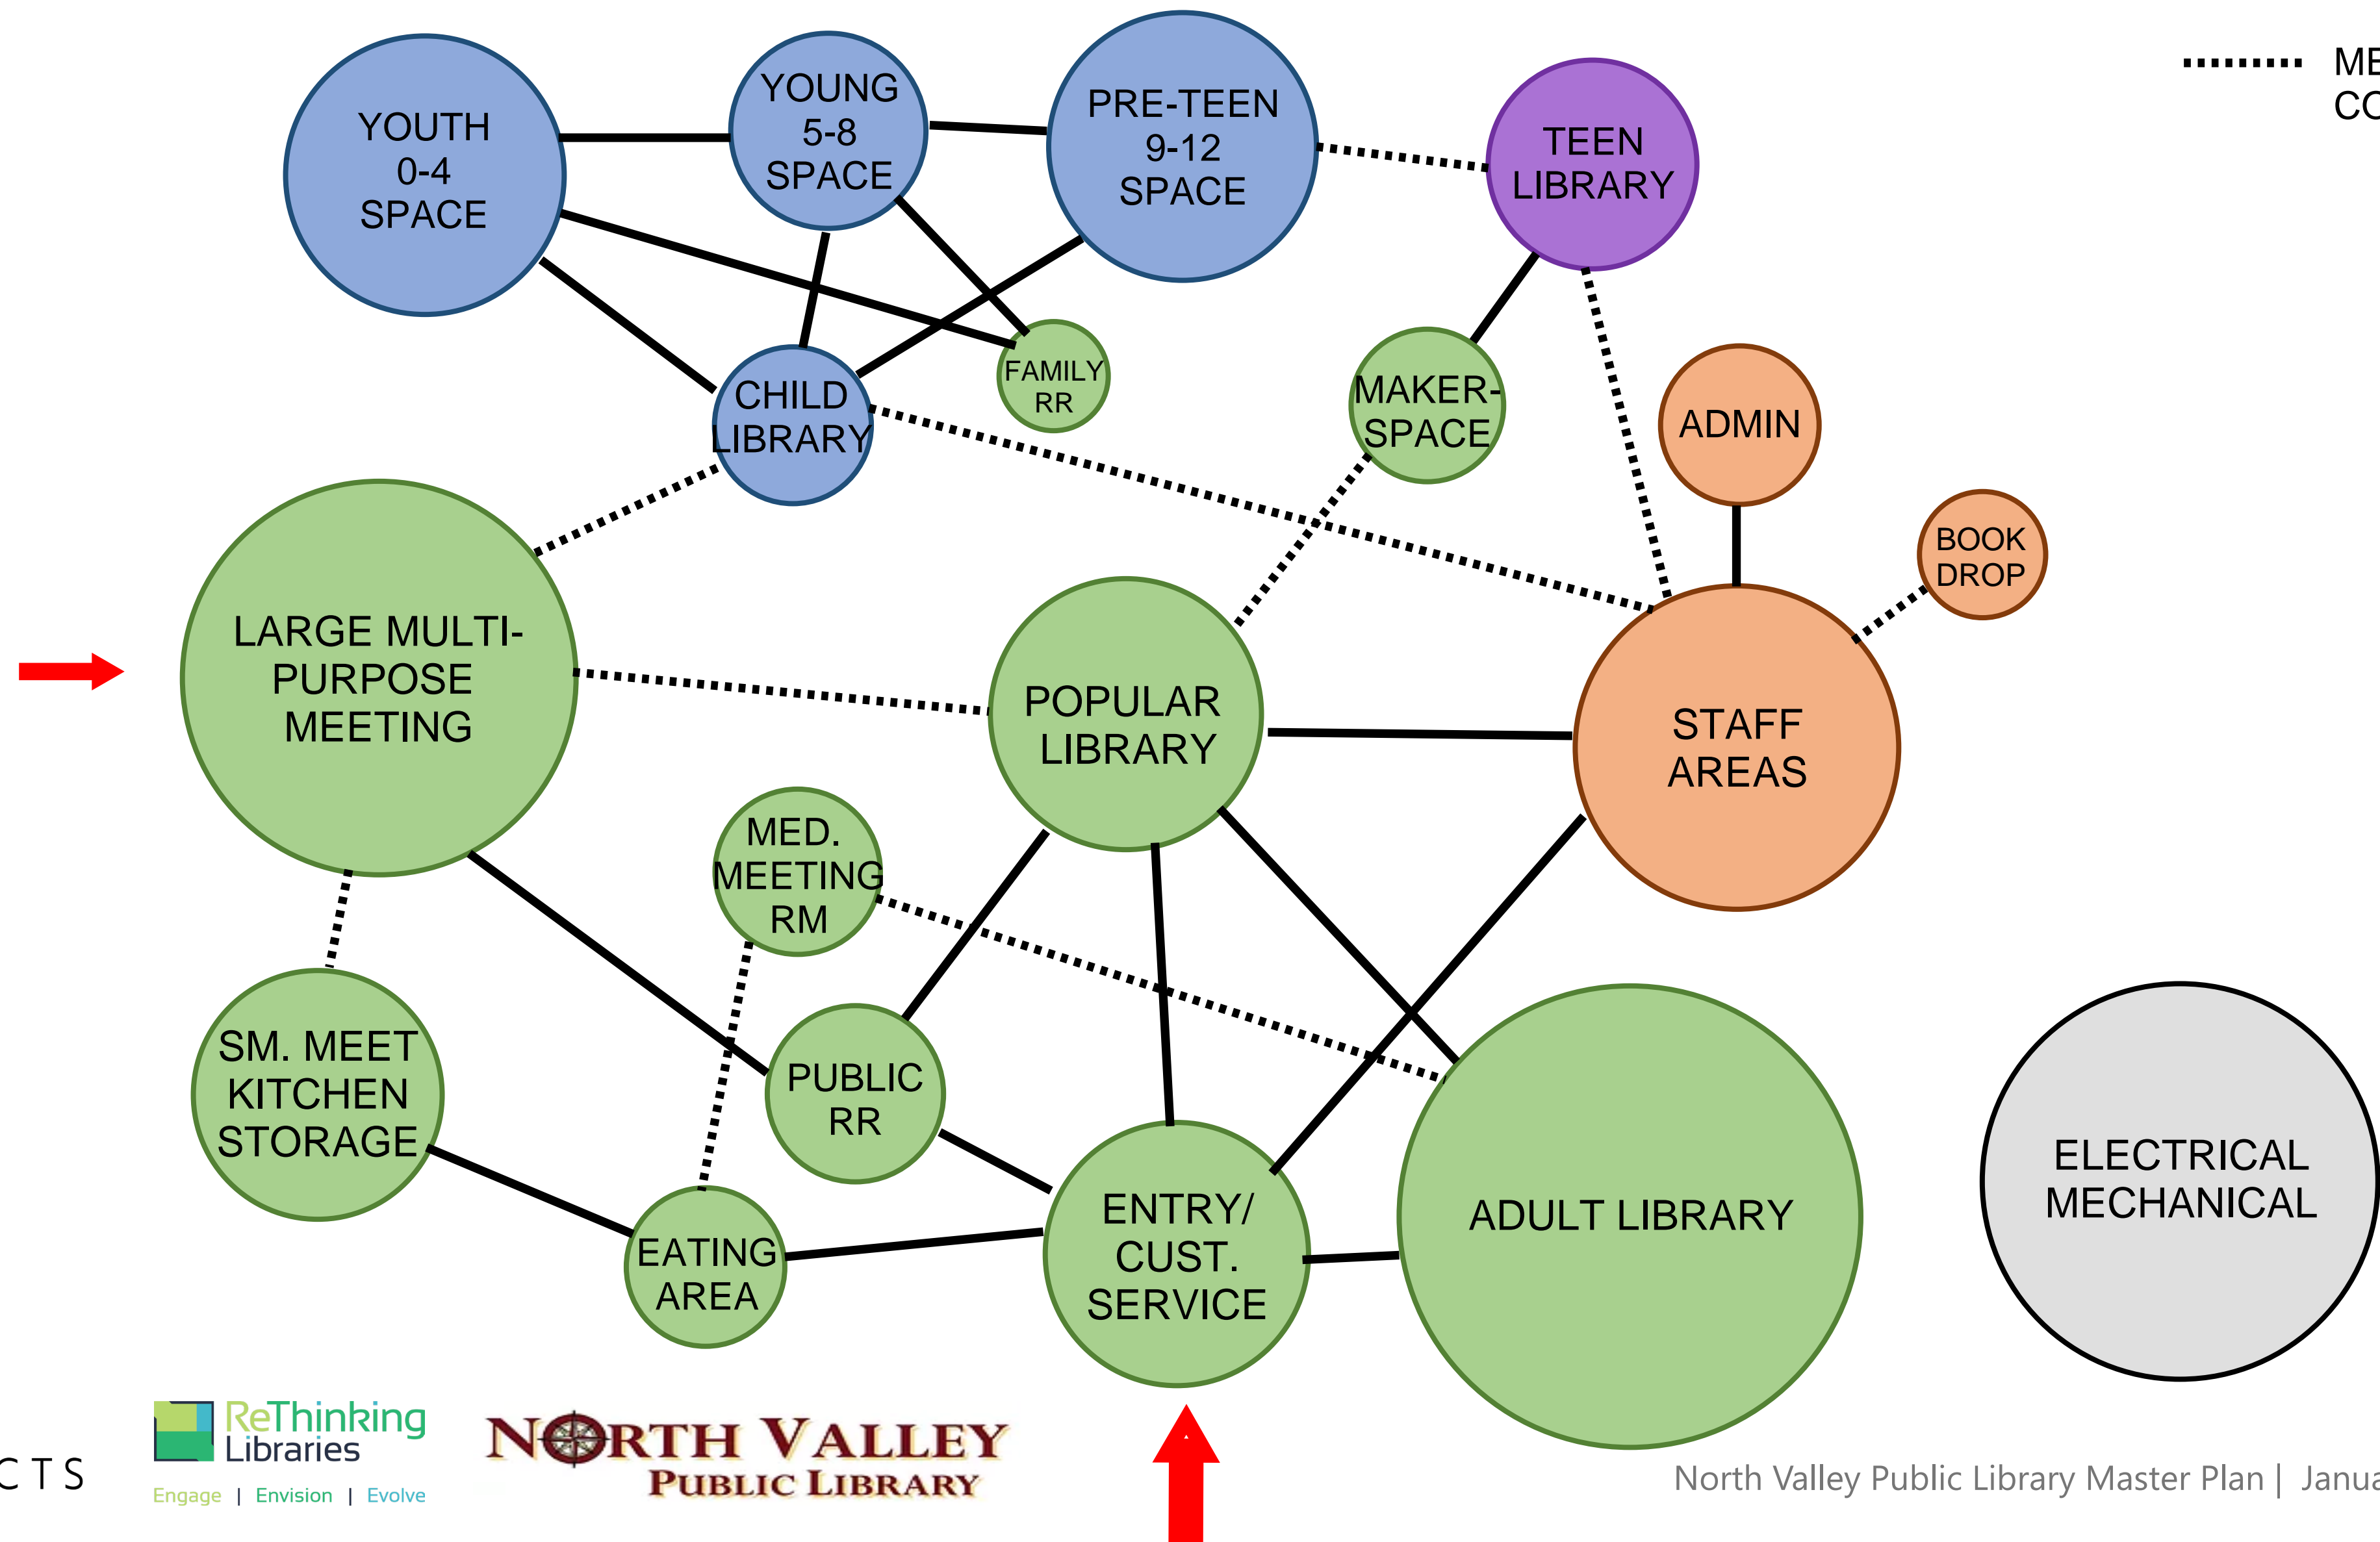 YOUTH
0-4
SPACE
YOUNG
5-8
SPACE
PRE-TEEN
9-12
SPACE
TEEN
LIBRARY
CHILD
LIBRARY
FAMILY
RR
MAKER-
SPACE
ADMIN
BOOK
DROP
LARGE MULTI-
PURPOSE
MEETING
POPULAR
LIBRARY
STAFF
AREAS
MED.
MEETING
RM
SM. MEET
KITCHEN
STORAGE
PUBLIC
RR
EATING
AREA
ENTRY/
CUST.
SERVICE
ADULT LIBRARY
ELECTRICAL
MECHANICAL
ReThinking
Libraries
Engage | Envision | Evolve
NORTH VALLEY
PUBLIC LIBRARY
North Valley Public Library Master Plan |